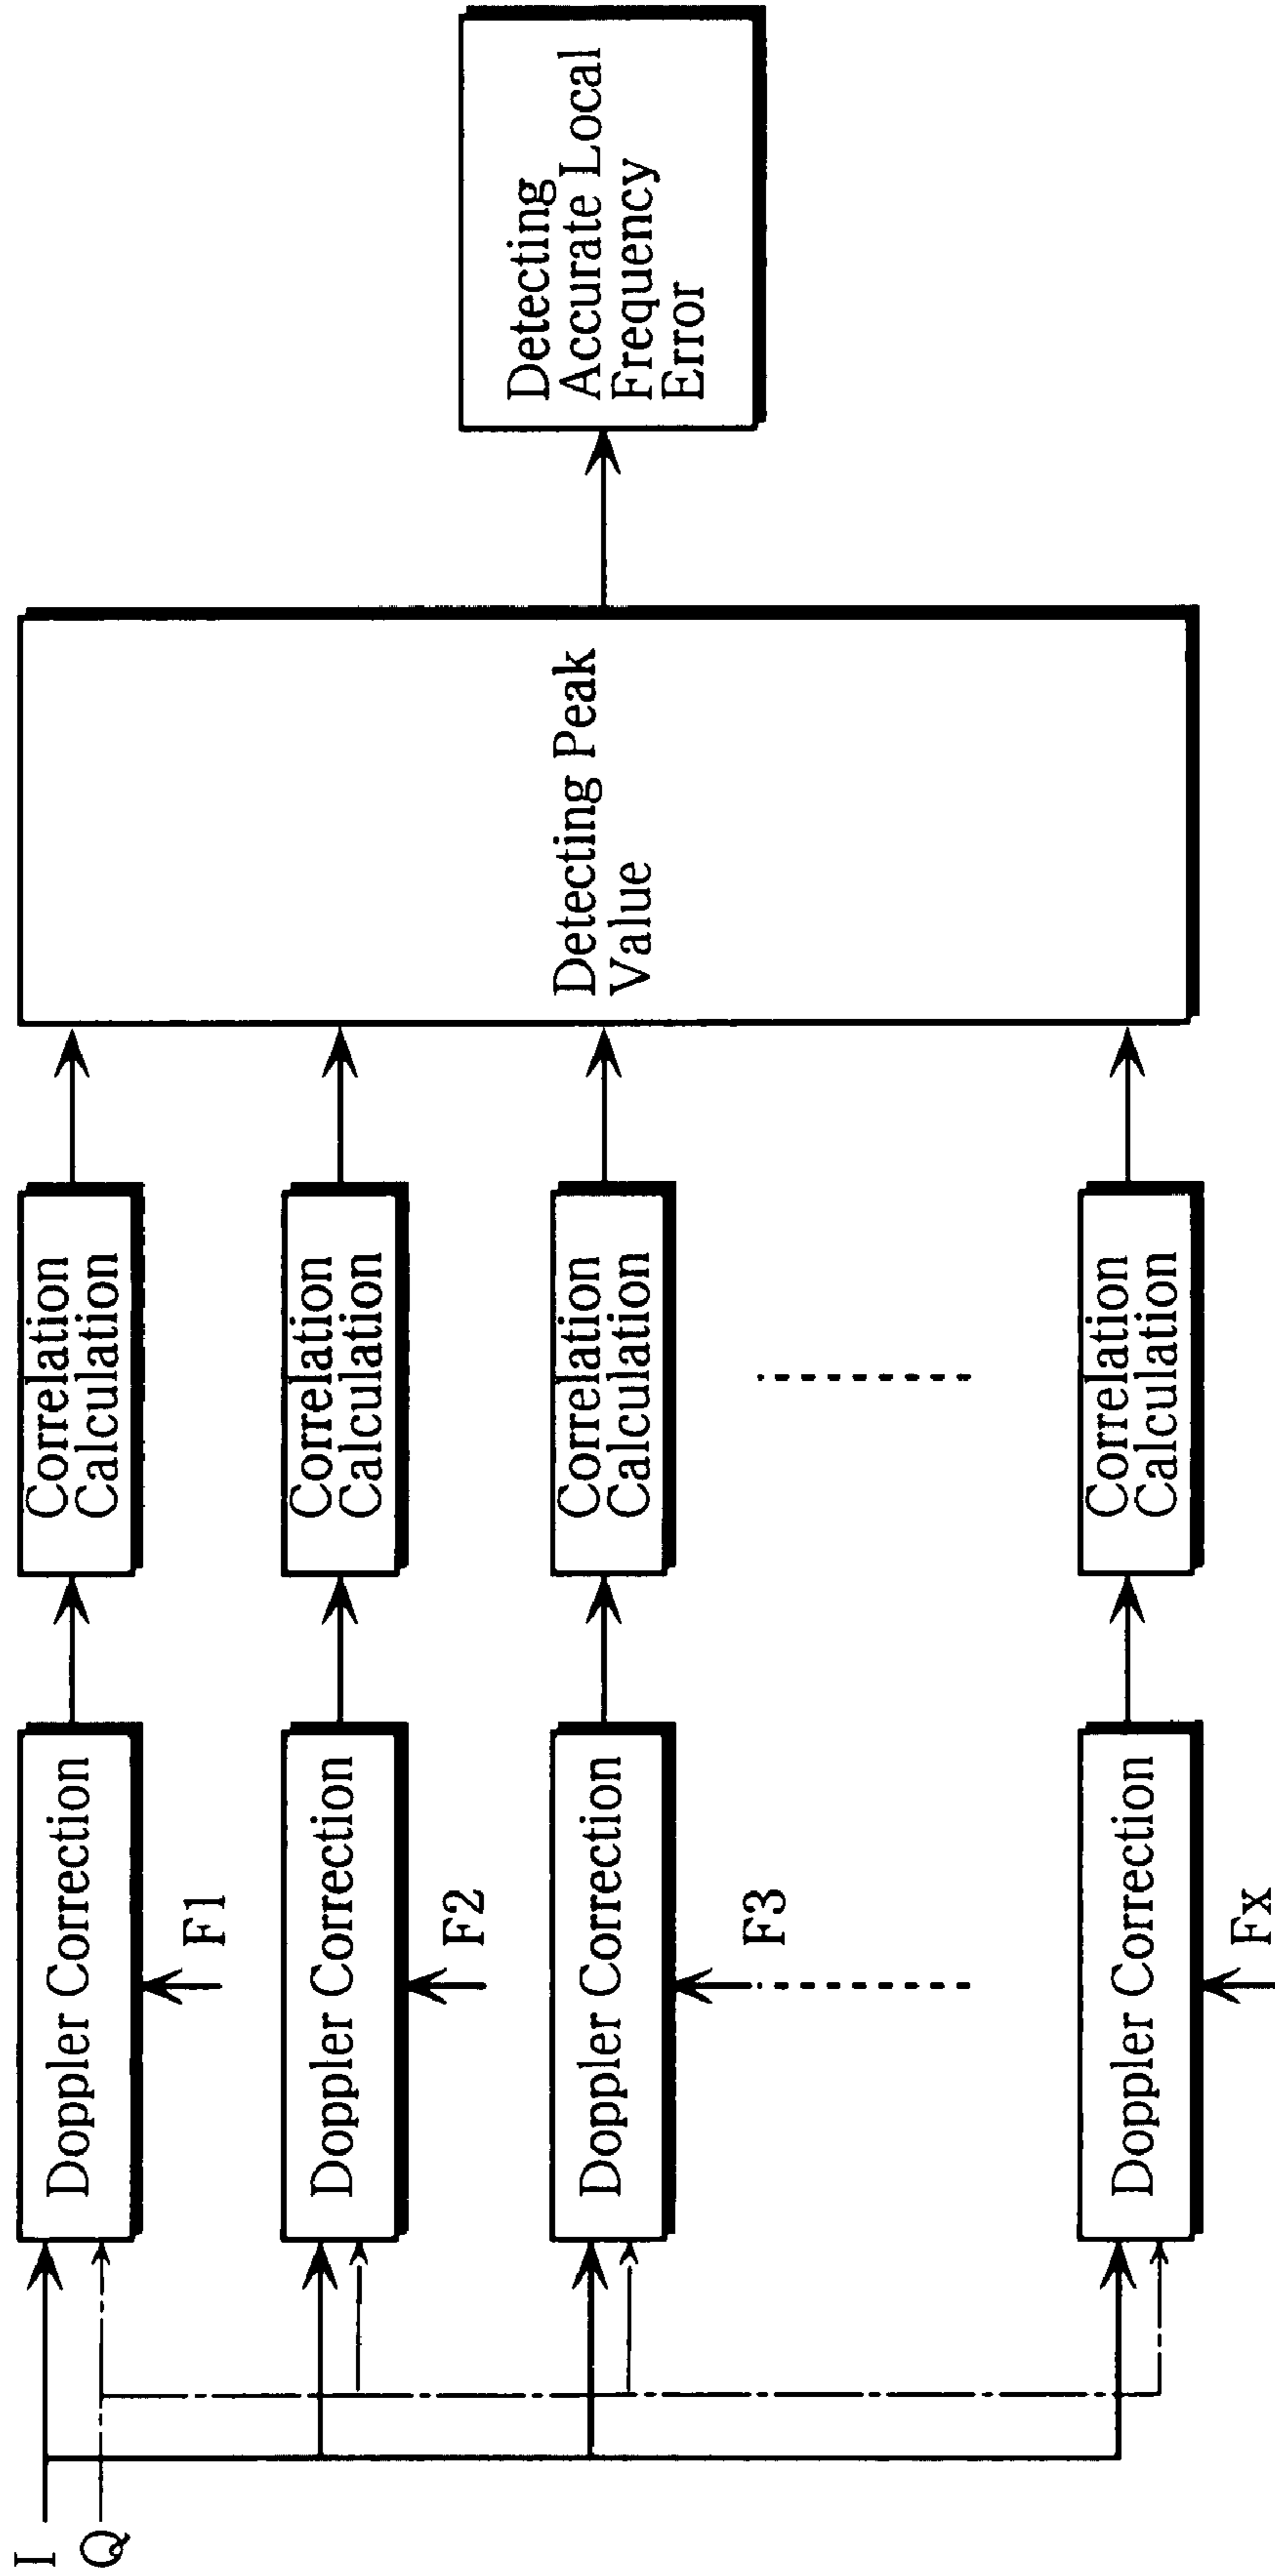 I
Q
Doppler Correction
F1
Correlation
Calculation
Doppler Correction
F2
Correlation
Calculation
Doppler Correction
F3
Correlation
Calculation
Doppler Correction
Fx
Correlation
Calculation
Detecting Peak
Value
Detecting
Accurate Local
Frequency
Error